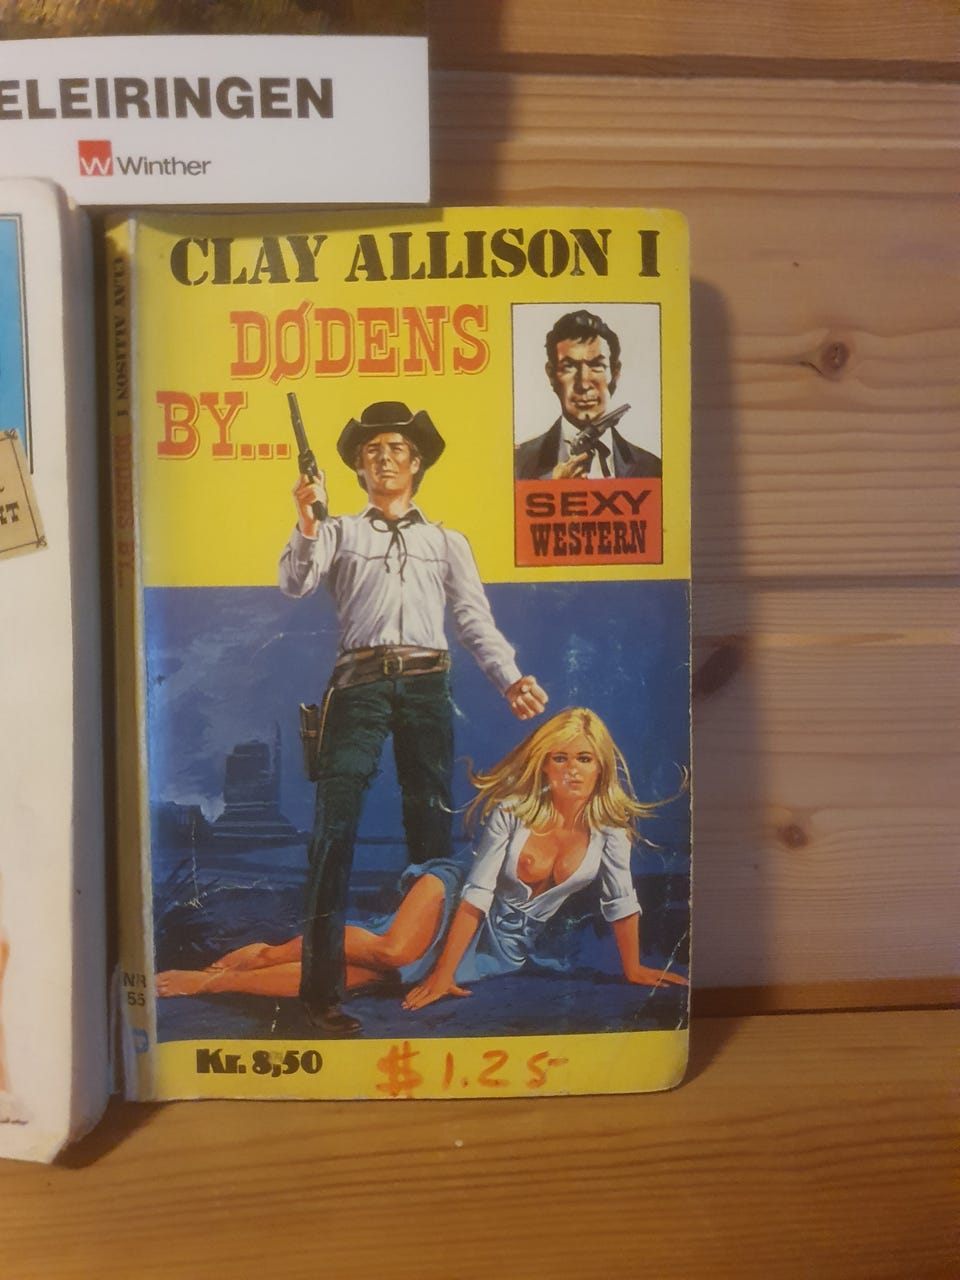 ELEIRINGEN
W Winther
CLAY ALLISON I
DØDENS
BY...
SEXY
WESTERN
CLAY ALLISON I DØDENS BY...
NR
55
Kr. 8,50
$1.25